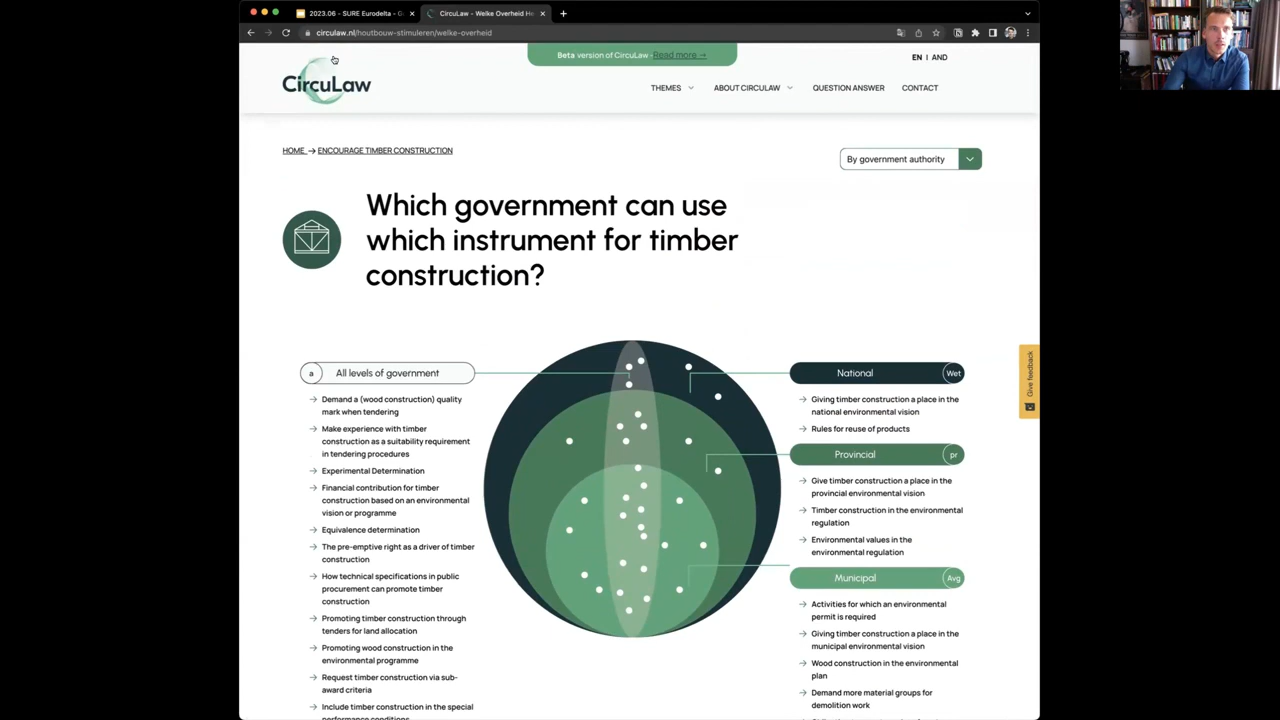 2023.06 - SURE Eurodelta - G
CircuLaw - Welke Overheid He
circulaw.nl/houtbouw-stimuleren/welke-overheid
Beta version of CircuLaw - Read more →
EN | AND
CircuLaw
THEMES
ABOUT CIRCULAW
QUESTION ANSWER
CONTACT
HOME → ENCOURAGE TIMBER CONSTRUCTION
By government authority
Which government can use
which instrument for timber
construction?
Give feedback
a All levels of government
Demand a (wood construction) quality
mark when tendering
Make experience with timber
construction as a suitability requirement
in tendering procedures
Experimental Determination
Financial contribution for timber
construction based on an environmental
vision or programme
Equivalence determination
The pre-emptive right as a driver of timber
construction
How technical specifications in public
procurement can promote timber
construction
Promoting timber construction through
tenders for land allocation
Promoting wood construction in the
environmental programme
Request timber construction via sub-
award criteria
Include timber construction in the special
performance conditions
National Wet
Giving timber construction a place in the
national environmental vision
Rules for reuse of products
Provincial pr
Give timber construction a place in the
provincial environmental vision
Timber construction in the environmental
regulation
Environmental values in the
environmental regulation
Municipal Avg
Activities for which an environmental
permit is required
Giving timber construction a place in the
municipal environmental vision
Wood construction in the environmental
plan
Demand more material groups for
demolition work